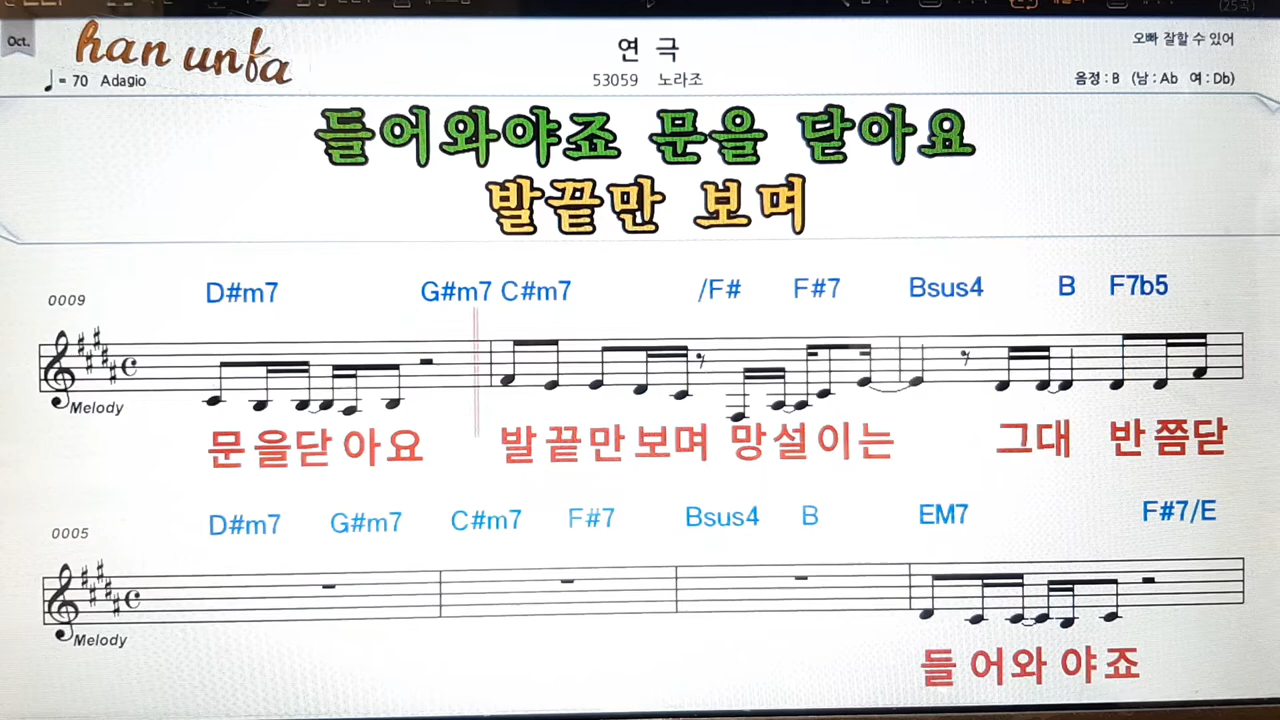 Oct.
han unfa
연 극
오빠 잘할 수 있어
♩= 70 Adagio
53059 노라조
음정 : B (남 : Ab 여 : Db)
들어와야죠 문을 닫아요
발끝만 보며
0009
D#m7 G#m7 C#m7 /F# F#7 Bsus4 B F7b5
Melody
문을닫 아요 발끝만보며 망설이는 그대 반쯤닫
0005
D#m7 G#m7 C#m7 F#7 Bsus4 B EM7 F#7/E
Melody
들 어와 야죠